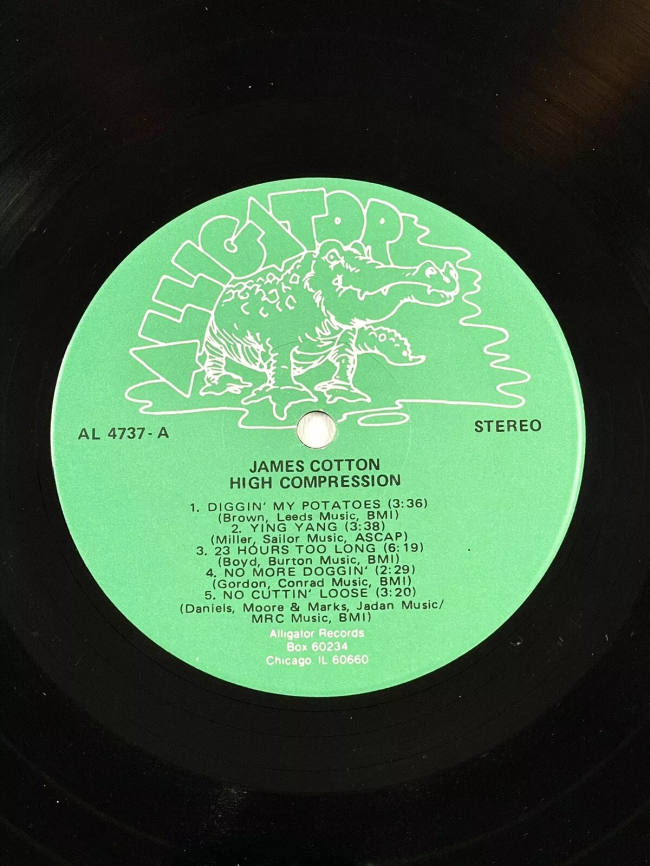 ALLIGATOR
AL 4737-A
STEREO
JAMES COTTON
HIGH COMPRESSION
1. DIGGIN' MY POTATOES (3:36)
(Brown, Leeds Music, BMI)
2. YING YANG (3:38)
(Miller, Sailor Music, ASCAP)
3. 23 HOURS TOO LONG (6:19)
(Boyd, Burton Music, BMI)
4. NO MORE DOGGIN' (2:29)
(Gordon, Conrad Music, BMI)
5. NO CUTTIN' LOOSE (3:20)
(Daniels, Moore & Marks, Jadan Music/
MRC Music, BMI)
Alligator Records
Box 60234
Chicago, IL 60660